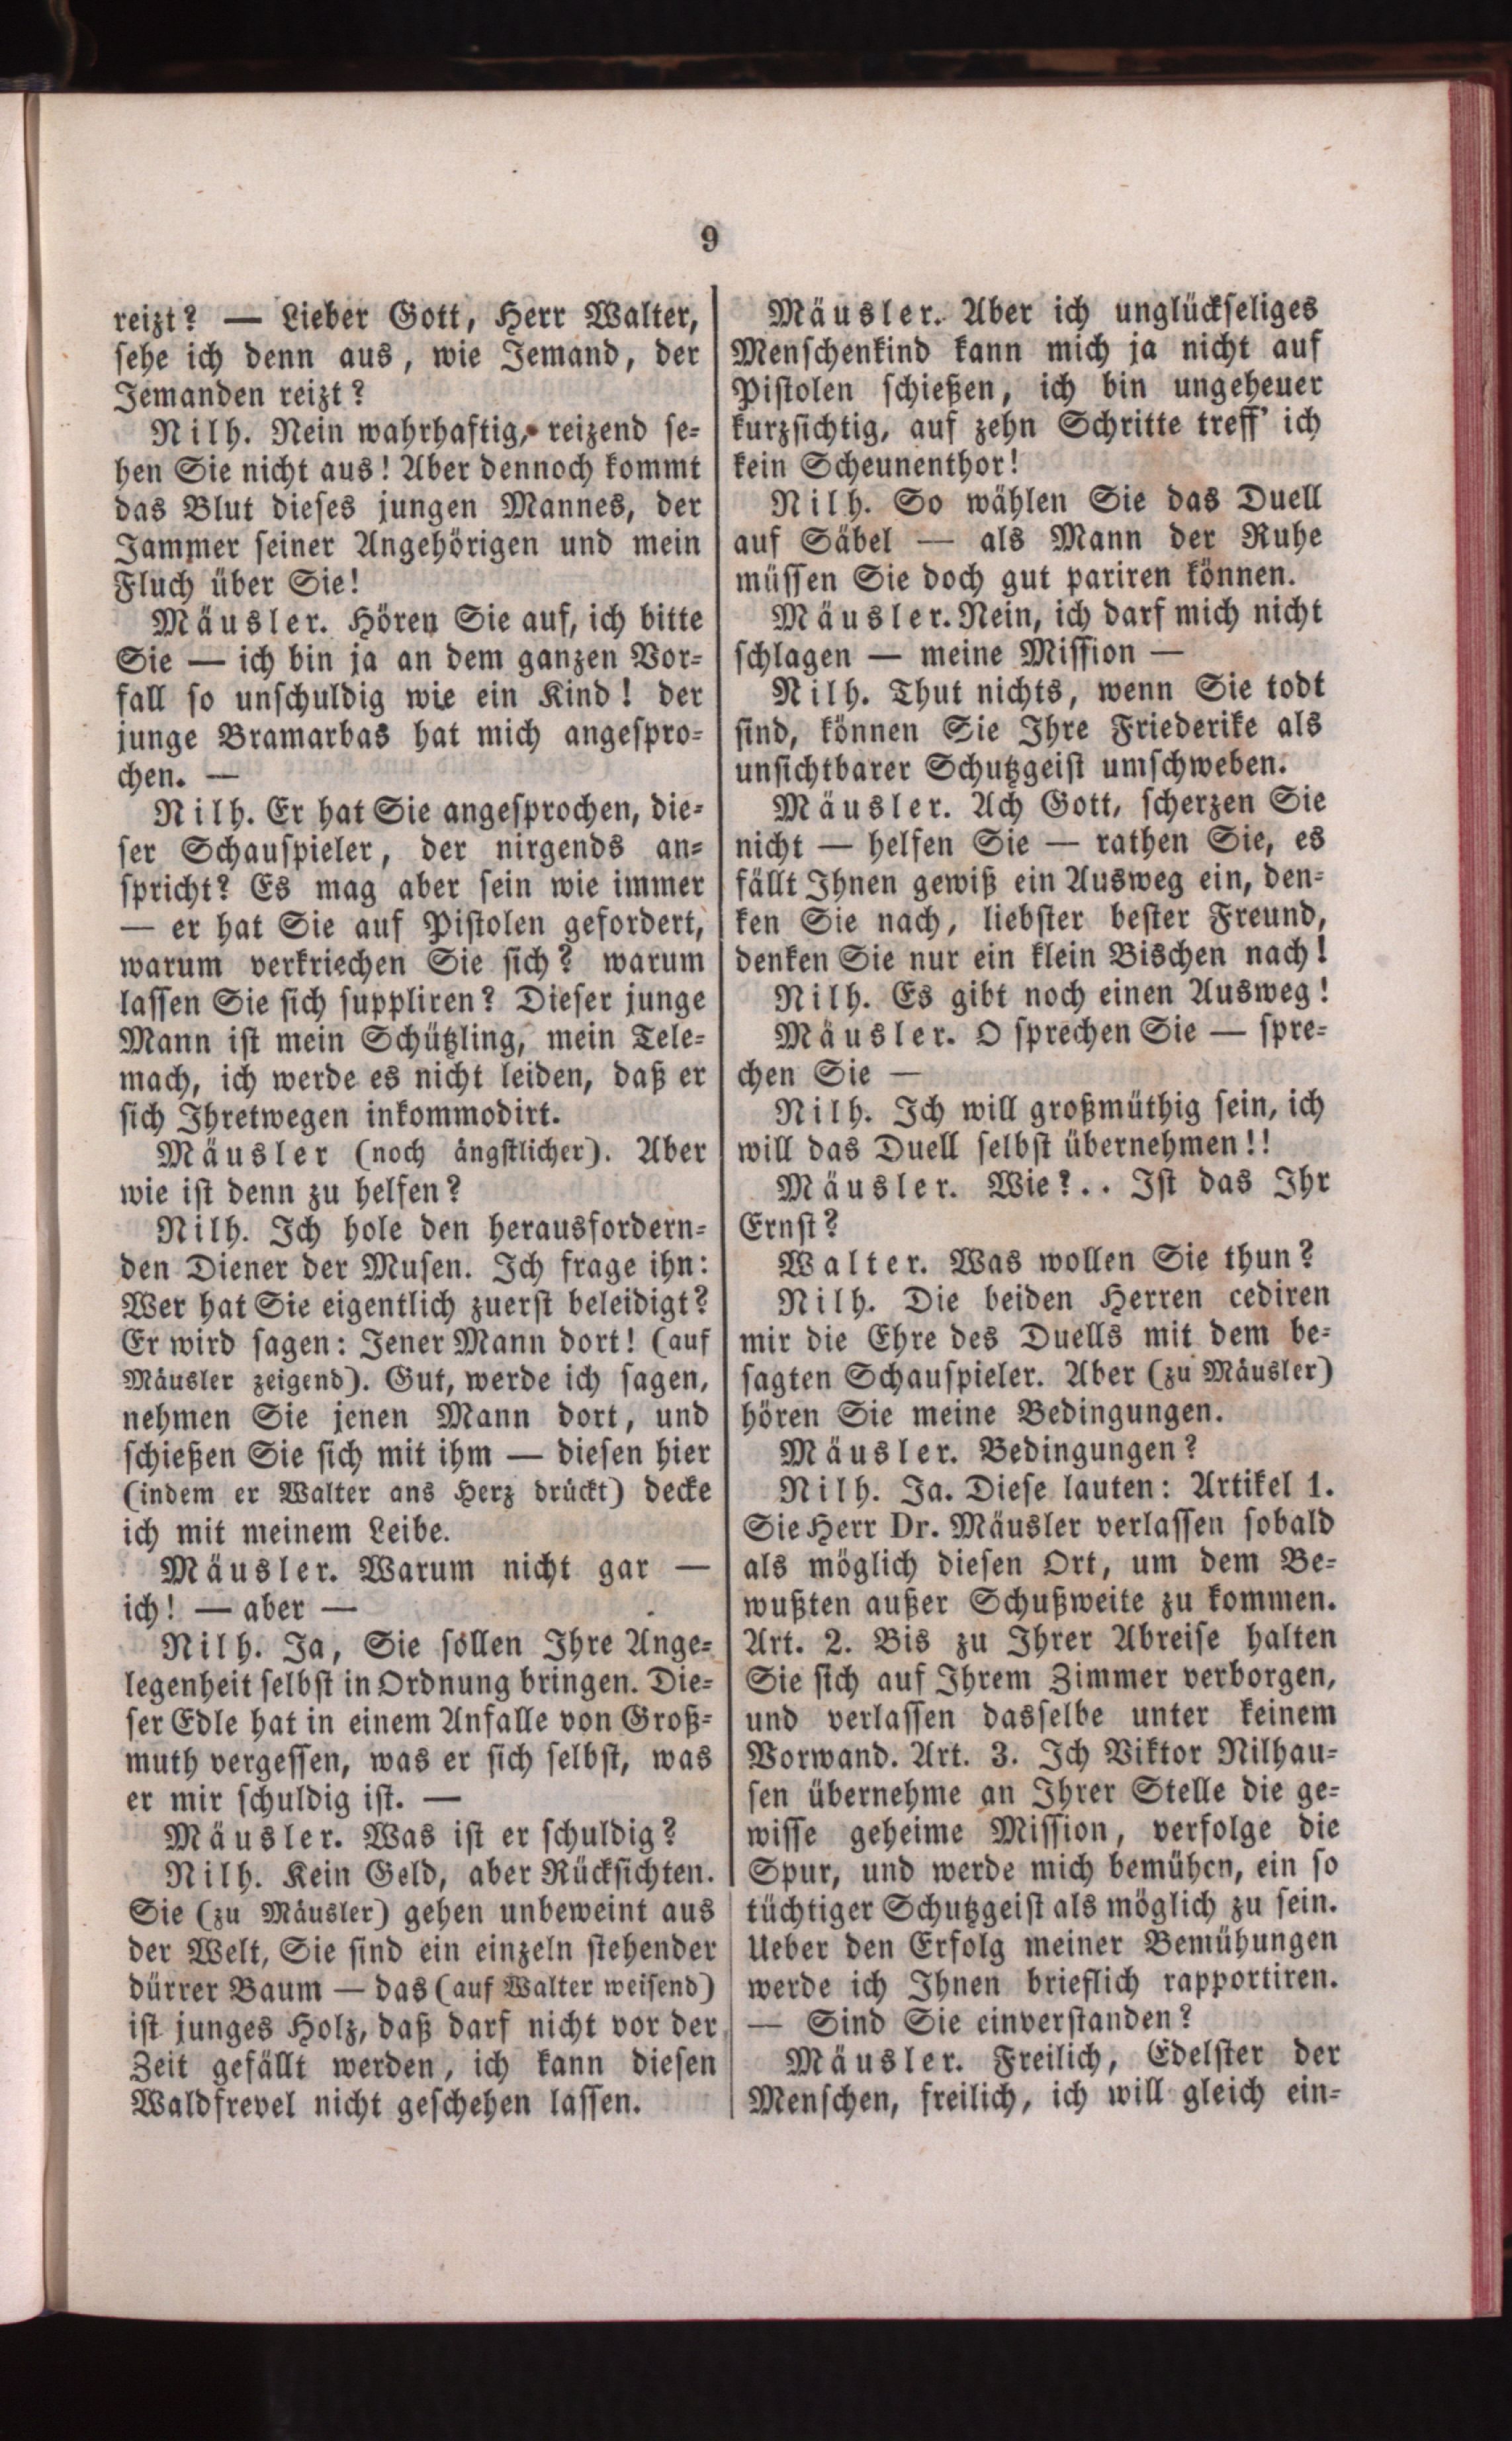 9
reizt? — Lieber Gott, Herr Walter,
sehe ich denn aus, wie Jemand, der
Jemanden reizt?
Nilh. Nein wahrhaftig, reizend se-
hen Sie nicht aus! Aber dennoch kommt
das Blut dieses jungen Mannes, der
Jammer seiner Angehörigen und mein
Fluch über Sie!
Mäusler. Hören Sie auf, ich bitte
Sie — ich bin ja an dem ganzen Vor-
fall so unschuldig wie ein Kind! der
junge Bramarbas hat mich angespro-
chen. —
Nilh. Er hat Sie angesprochen, die-
ser Schauspieler, der nirgends an-
spricht? Es mag aber sein wie immer
— er hat Sie auf Pistolen gefordert,
warum verkriechen Sie sich? warum
lassen Sie sich suppliren? Dieser junge
Mann ist mein Schützling, mein Tele-
mach, ich werde es nicht leiden, daß er
sich Ihretwegen inkommodirt.
Mäusler (noch ängstlicher). Aber
wie ist denn zu helfen?
Nilh. Ich hole den herausfordern-
den Diener der Musen. Ich frage ihn:
Wer hat Sie eigentlich zuerst beleidigt?
Er wird sagen: Jener Mann dort! (auf
Mäusler zeigend). Gut, werde ich sagen,
nehmen Sie jenen Mann dort, und
schießen Sie sich mit ihm — diesen hier
(indem er Walter ans Herz drückt) decke
ich mit meinem Leibe.
Mäusler. Warum nicht gar —
ich! — aber —
Nilh. Ja, Sie sollen Ihre Ange-
legenheit selbst in Ordnung bringen. Die-
ser Edle hat in einem Anfalle von Groß-
muth vergessen, was er sich selbst, was
er mir schuldig ist. —
Mäusler. Was ist er schuldig?
Nilh. Kein Geld, aber Rücksichten.
Sie (zu Mäusler) gehen unbeweint aus
der Welt, Sie sind ein einzeln stehender
dürrer Baum — das (auf Walter weisend)
ist junges Holz, daß darf nicht vor der
Zeit gefällt werden, ich kann diesen
Waldfrevel nicht geschehen lassen.
Mäusler. Aber ich unglückseliges
Menschenkind kann mich ja nicht auf
Pistolen schießen, ich bin ungeheuer
kurzsichtig, auf zehn Schritte treff' ich
kein Scheunenthor!
Nilh. So wählen Sie das Duell
auf Säbel — als Mann der Ruhe
müssen Sie doch gut pariren können.
Mäusler. Nein, ich darf mich nicht
schlagen — meine Mission —
Nilh. Thut nichts, wenn Sie todt
sind, können Sie Ihre Friederike als
unsichtbarer Schutzgeist umschweben.
Mäusler. Ach Gott, scherzen Sie
nicht — helfen Sie — rathen Sie, es
fällt Ihnen gewiß ein Ausweg ein, den-
ken Sie nach, liebster bester Freund,
denken Sie nur ein klein Bischen nach!
Nilh. Es gibt noch einen Ausweg!
Mäusler. O sprechen Sie — spre-
chen Sie —
Nilh. Ich will großmüthig sein, ich
will das Duell selbst übernehmen!!
Mäusler. Wie?.. Ist das Ihr
Ernst?
Walter. Was wollen Sie thun?
Nilh. Die beiden Herren cediren
mir die Ehre des Duells mit dem be-
sagten Schauspieler. Aber (zu Mäusler)
hören Sie meine Bedingungen.
Mäusler. Bedingungen?
Nilh. Ja. Diese lauten: Artikel 1.
Sie Herr Dr. Mäusler verlassen sobald
als möglich diesen Ort, um dem Be-
wußten außer Schußweite zu kommen.
Art. 2. Bis zu Ihrer Abreise halten
Sie sich auf Ihrem Zimmer verborgen,
und verlassen dasselbe unter keinem
Vorwand. Art. 3. Ich Viktor Nilhau-
sen übernehme an Ihrer Stelle die ge-
wisse geheime Mission, verfolge die
Spur, und werde mich bemühen, ein so
tüchtiger Schutzgeist als möglich zu sein.
Ueber den Erfolg meiner Bemühungen
werde ich Ihnen brieflich rapportiren.
— Sind Sie einverstanden?
Mäusler. Freilich, Edelster der
Menschen, freilich, ich will gleich ein-